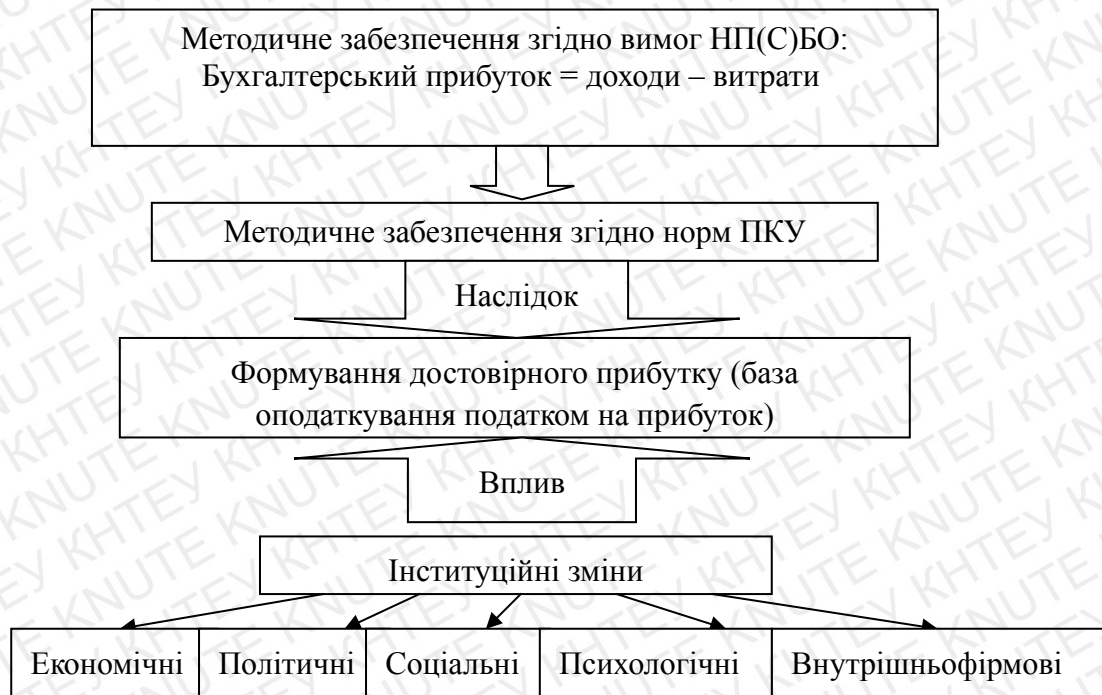 Методичне забезпечення згідно вимог НП(С)БО:
Бухгалтерський прибуток = доходи – витрати
Методичне забезпечення згідно норм ПКУ
Наслідок
Формування достовірного прибутку (база
оподаткування податком на прибуток)
Вплив
Інституційні зміни
Економічні Політичні Соціальні Психологічні Внутрішньофірмові